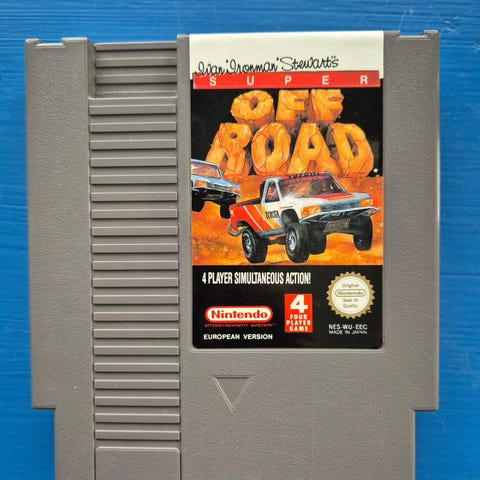 Ivan "Ironman" Stewart's
SUPER
OFF
ROAD
TOYOTA
4 PLAYER SIMULTANEOUS ACTION!
Nintendo
ENTERTAINMENT SYSTEM™
EUROPEAN VERSION
4
FOUR
PLAYER
GAME
Original
Nintendo
Seal of
Quality
NES-WU-EEC
MADE IN JAPAN